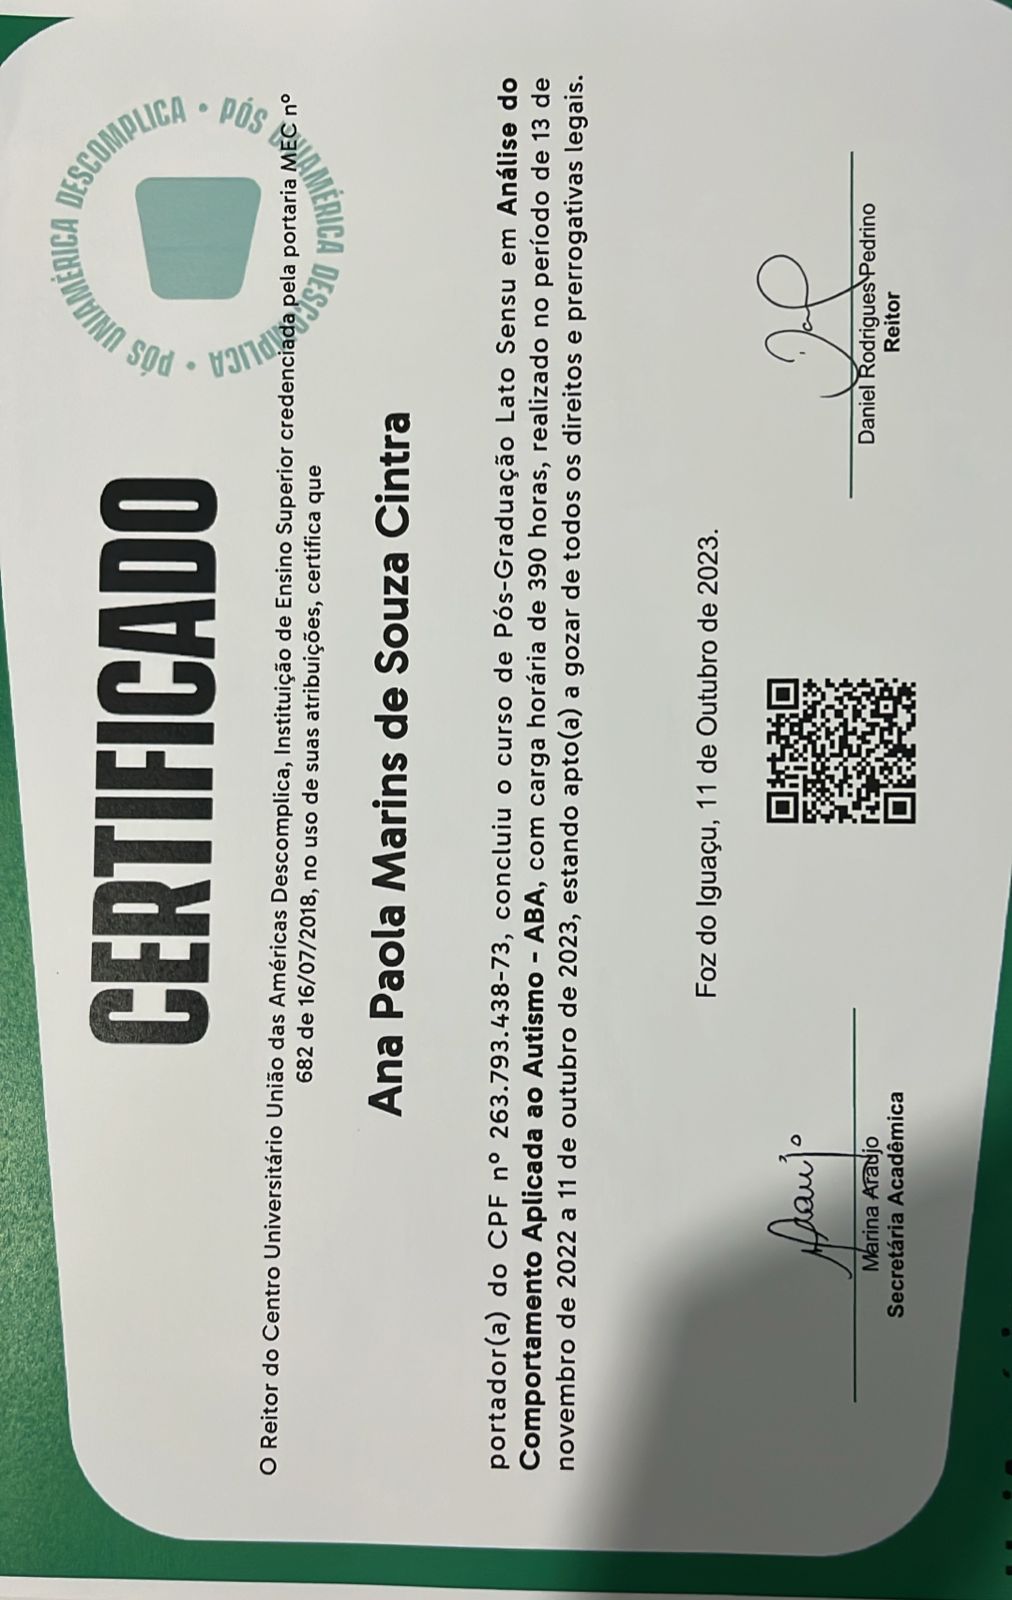 CERTIFICADO
PÓS UNIAMÉRICA DESCOMPLICA • PÓS UNIAMÉRICA DESCOMPLICA •
O Reitor do Centro Universitário União das Américas Descomplica, Instituição de Ensino Superior credenciada pela portaria MEC nº
682 de 16/07/2018, no uso de suas atribuições, certifica que
Ana Paola Marins de Souza Cintra
portador(a) do CPF nº 263.793.438-73, concluiu o curso de Pós-Graduação Lato Sensu em Análise do
Comportamento Aplicada ao Autismo - ABA, com carga horária de 390 horas, realizado no período de 13 de
novembro de 2022 a 11 de outubro de 2023, estando apto(a) a gozar de todos os direitos e prerrogativas legais.
Foz do Iguaçu, 11 de Outubro de 2023.
Marina Araújo
Secretária Acadêmica
Daniel Rodrigues Pedrino
Reitor